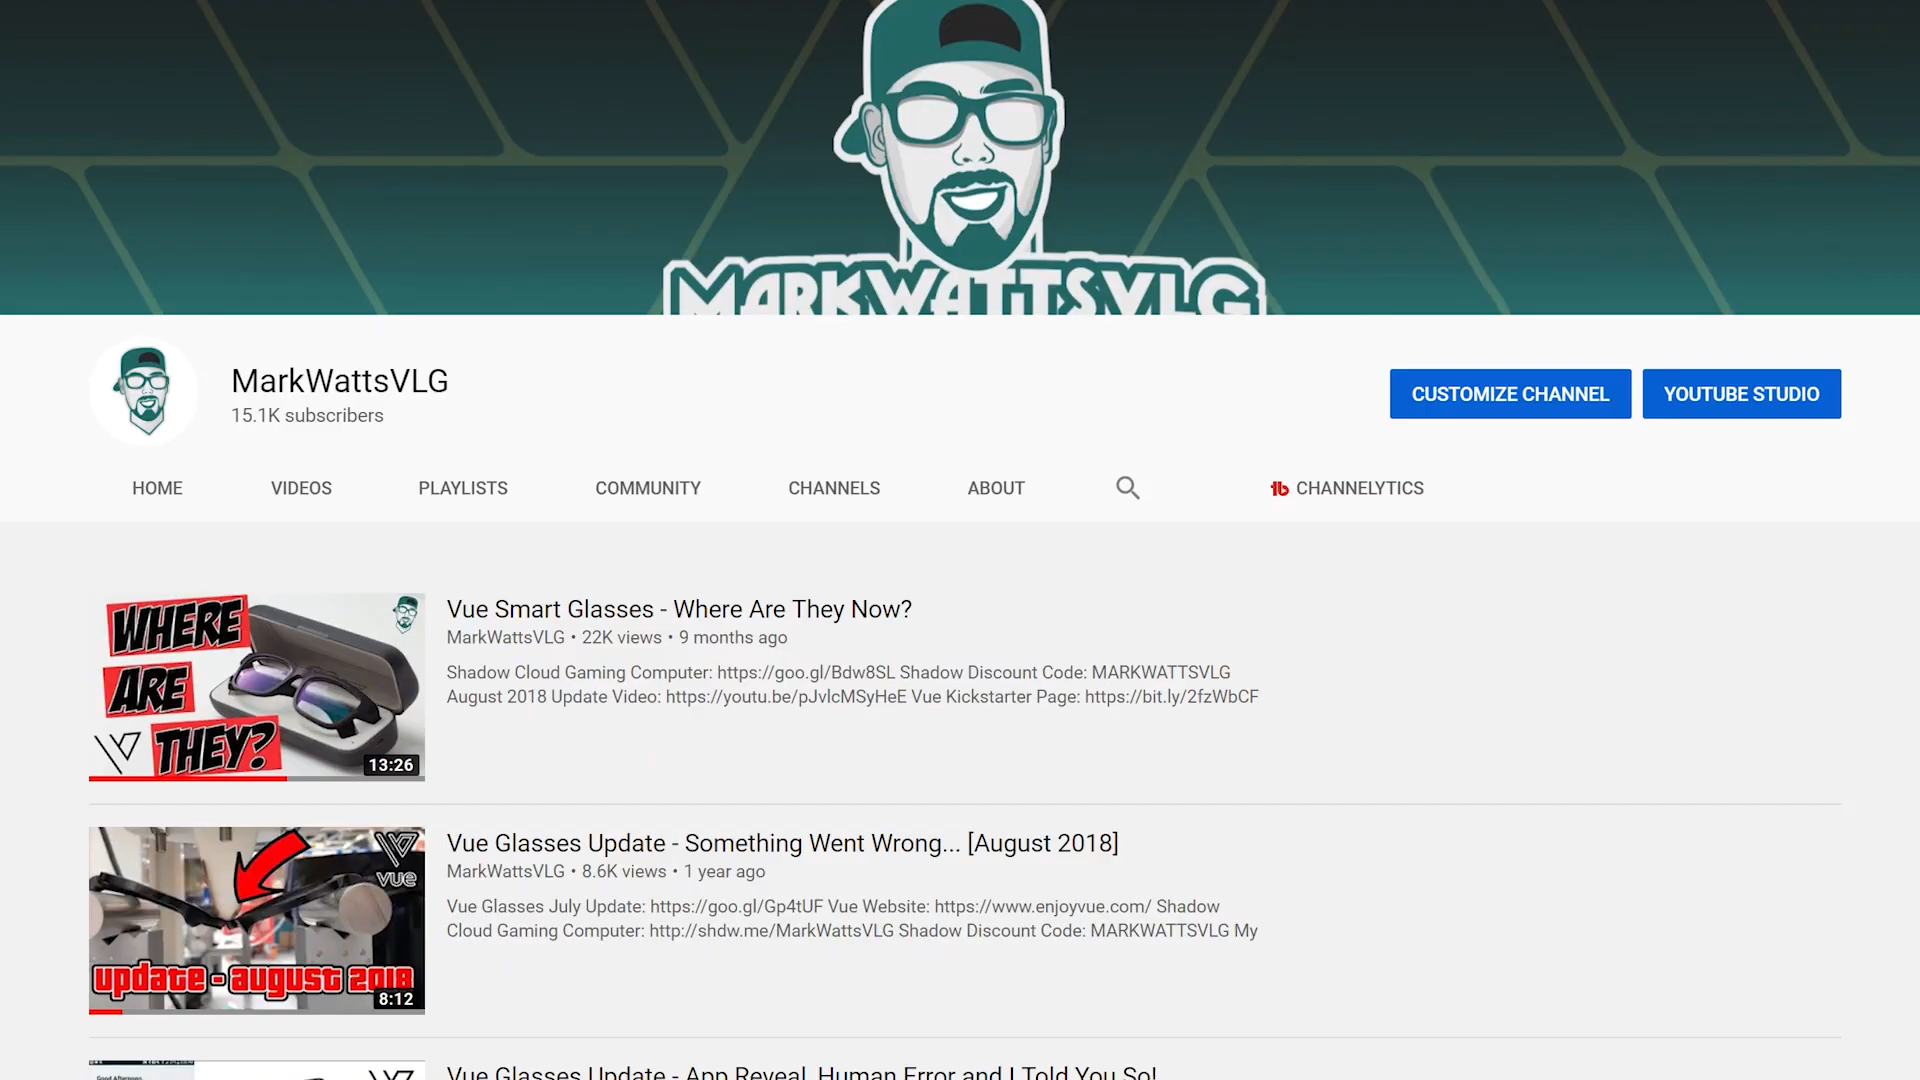 MARKWATTSVLG
MarkWattsVLG
15.1K subscribers
CUSTOMIZE CHANNEL
YOUTUBE STUDIO
HOME
VIDEOS
PLAYLISTS
COMMUNITY
CHANNELS
ABOUT
CHANNELYTICS
WHERE
ARE
THEY?
13:26
Vue Smart Glasses - Where Are They Now?
MarkWattsVLG • 22K views • 9 months ago
Shadow Cloud Gaming Computer: https://goo.gl/Bdw8SL Shadow Discount Code: MARKWATTSVLG
August 2018 Update Video: https://youtu.be/pJvlcMSyHeE Vue Kickstarter Page: https://bit.ly/2fzWbCF
vue
update - august 2018
8:12
Vue Glasses Update - Something Went Wrong... [August 2018]
MarkWattsVLG • 8.6K views • 1 year ago
Vue Glasses July Update: https://goo.gl/Gp4tUF Vue Website: https://www.enjoyvue.com/ Shadow
Cloud Gaming Computer: http://shdw.me/MarkWattsVLG Shadow Discount Code: MARKWATTSVLG My
Good Afternoon,
Vue Glasses Update - App Reveal, Human Error and I Told You So!